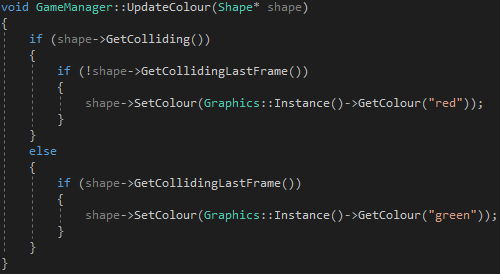 void GameManager::UpdateColour(Shape* shape)
{
if (shape->GetColliding())
{
if (!shape->GetCollidingLastFrame())
{
shape->SetColour(Graphics::Instance()->GetColour("red"));
}
}
else
{
if (shape->GetCollidingLastFrame())
{
shape->SetColour(Graphics::Instance()->GetColour("green"));
}
}
}